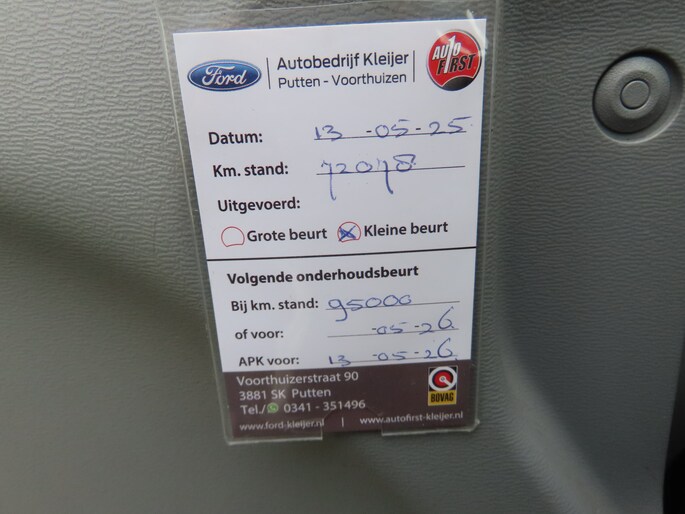 Ford
Autobedrijf Kleijer
Putten - Voorthuizen
AUTO FIRST
Datum: 13 -05-25
Km. stand: 72078
Uitgevoerd:
Grote beurt Kleine beurt
Volgende onderhoudsbeurt
Bij km. stand: 95000
of voor: -05-26
APK voor: 13 -05-26
Voorthuizerstraat 90
3881 SK Putten
Tel./ 0341 - 351496
BOVAG
www.ford-kleijer.nl | www.autofirst-kleijer.nl